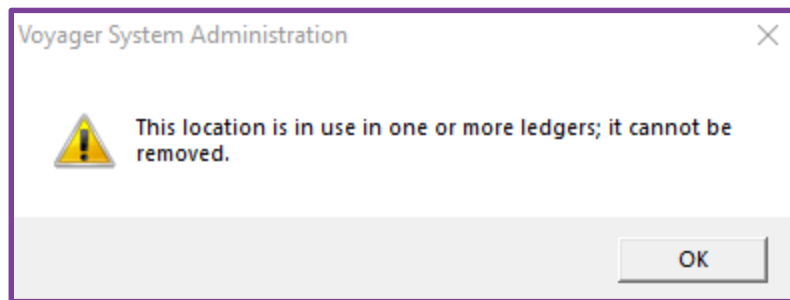 Voyager System Administration
This location is in use in one or more ledgers; it cannot be
removed.
OK